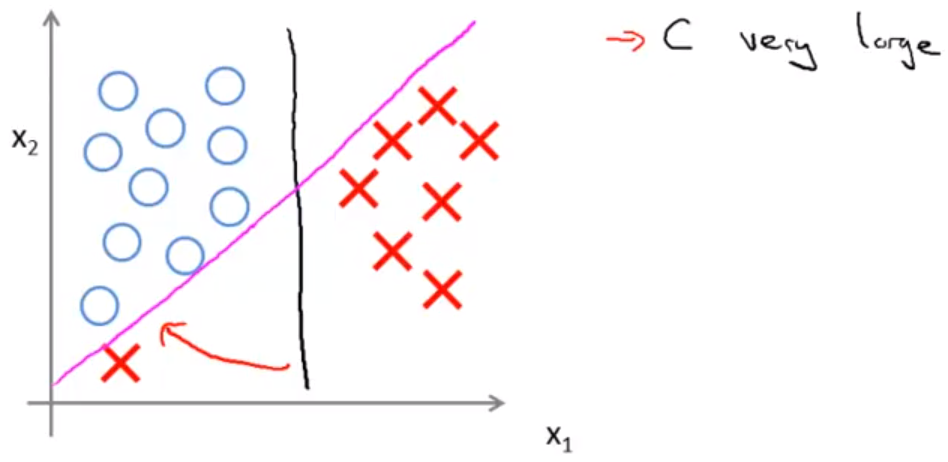 → C very large
x₂
x₁